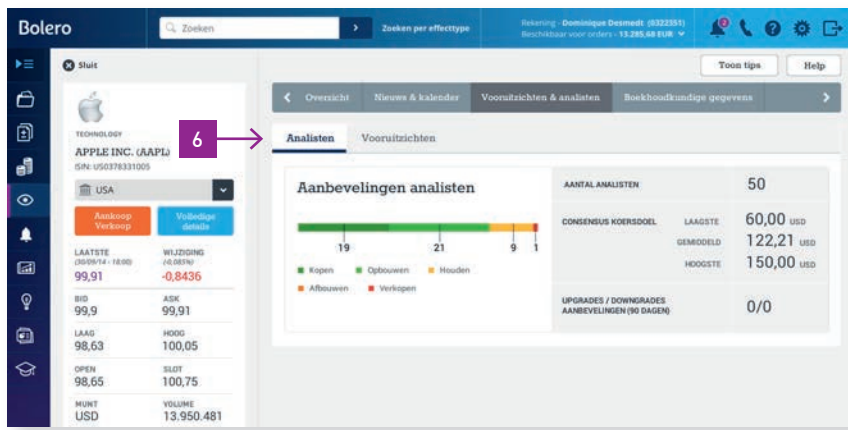 Bolero
Zoeken
Zoeken per effecttype
Rekening - Dominique Desmedt (0322351)
Beschikbaar voor orders - 13.285,68 EUR
Sluit
Toon tips
Help
TECHNOLOGY
APPLE INC. (AAPL)
ISIN: US0378331005
USA
Aankoop
Verkoop
Volledige
details
LAATSTE
WIJZIGING
(30/09/14 - 18:00)
(-0,085%)
99,91
-0,8436
BID
ASK
99,9
99,91
LAAG
HOOG
98,63
100,05
OPEN
SLOT
98,65
100,75
MUNT
VOLUME
USD
13.950.481
6
Overzicht
Nieuws & kalender
Vooruitzichten & analisten
Boekhoudkundige gegevens
Analisten
Vooruitzichten
Aanbevelingen analisten
19
21
9
1
Kopen
Opbouwen
Houden
Afbouwen
Verkopen
AANTAL ANALISTEN
50
CONSENSUS KOERSDOEL
LAAGSTE
60,00 USD
GEMIDDELD
122,21 USD
HOOGSTE
150,00 USD
UPGRADES / DOWNGRADES
AANBEVELINGEN (90 DAGEN)
0/0